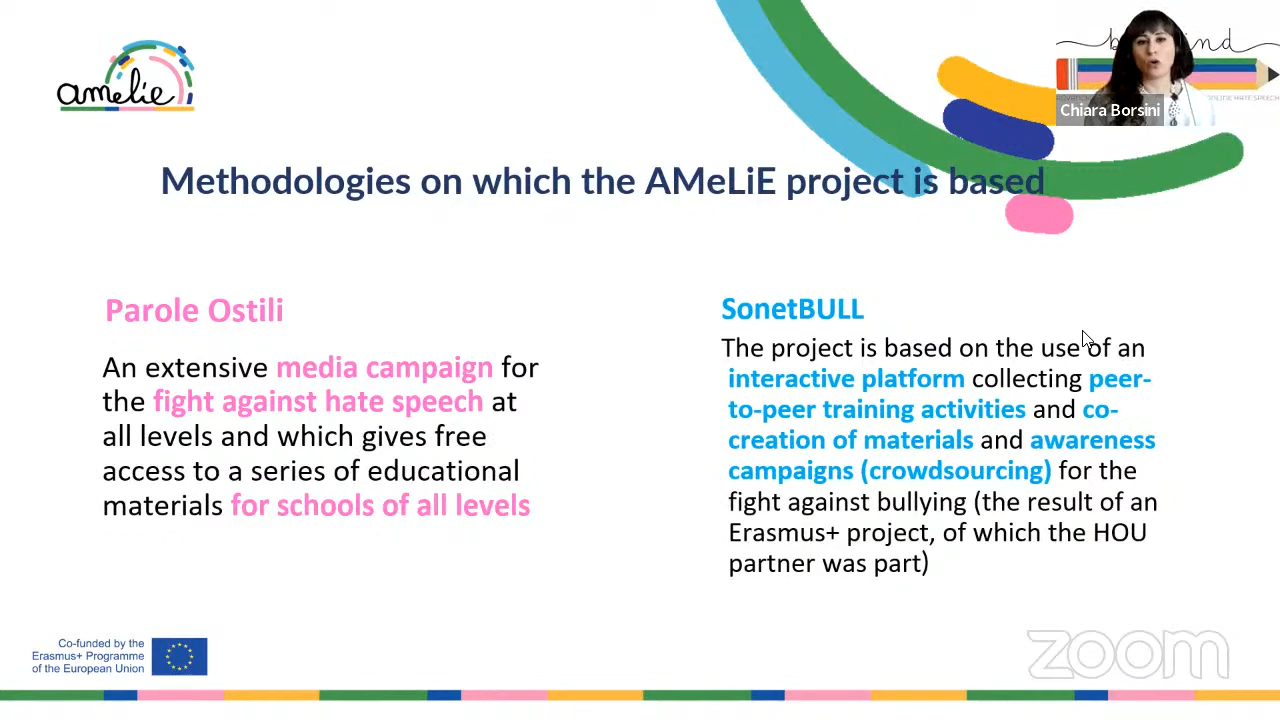 amelie
Chiara Borsini
ONLINE HATE SPEECH
Methodologies on which the AMeLiE project is based
Parole Ostili
An extensive media campaign for
the fight against hate speech at
all levels and which gives free
access to a series of educational
materials for schools of all levels
SonetBULL
The project is based on the use of an
interactive platform collecting peer-
to-peer training activities and co-
creation of materials and awareness
campaigns (crowdsourcing) for the
fight against bullying (the result of an
Erasmus+ project, of which the HOU
partner was part)
Co-funded by the
Erasmus+ Programme
of the European Union
zoom